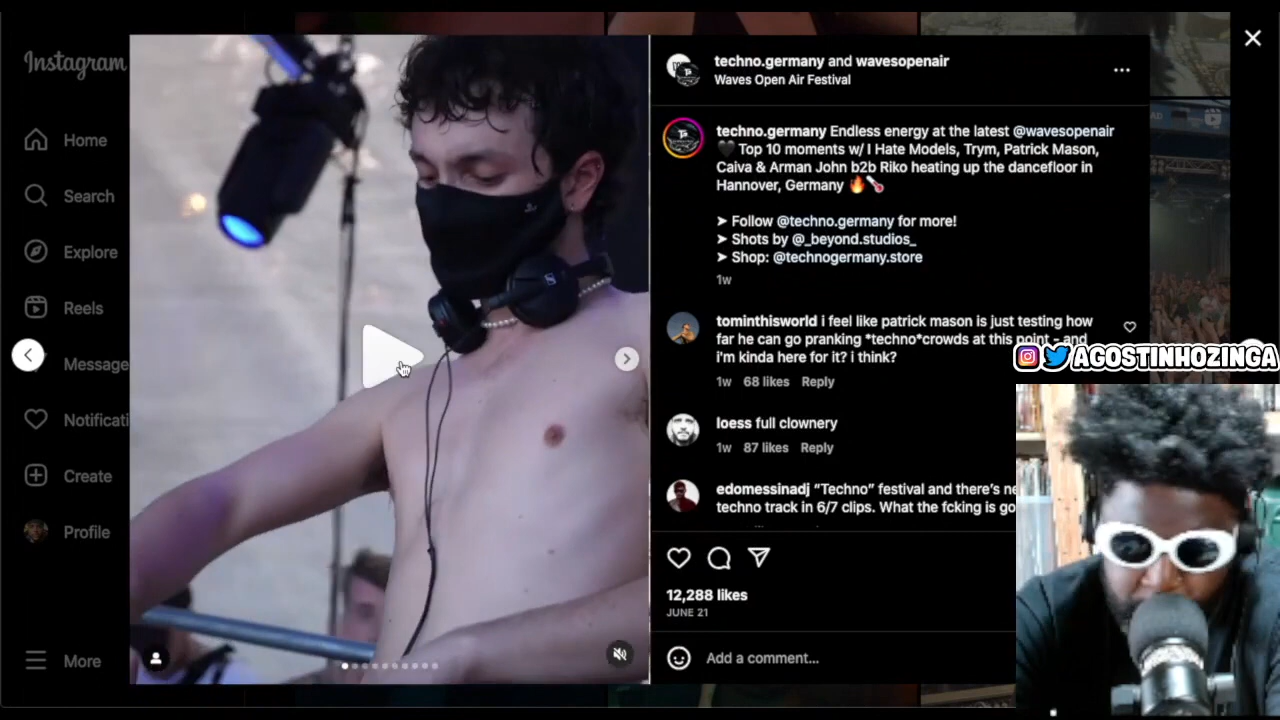 Instagram
Home
Search
Explore
Reels
Message
Notificati
Create
Profile
More
techno.germany and wavesopenair
Waves Open Air Festival
techno.germany Endless energy at the latest @wavesopenair
🖤 Top 10 moments w/ I Hate Models, Trym, Patrick Mason,
Caiva & Arman John b2b Riko heating up the dancefloor in
Hannover, Germany 🔥🌡️
➤ Follow @techno.germany for more!
➤ Shots by @_beyond.studios_
➤ Shop: @technogermany.store
1w
tominthisworld i feel like patrick mason is just testing how
far he can go pranking *techno*crowds at this point - and
i'm kinda here for it? i think?
1w 68 likes Reply
loess full clownery
1w 87 likes Reply
edomessinadj “Techno” festival and there’s ne
techno track in 6/7 clips. What the fcking is go
12,288 likes
JUNE 21
Add a comment...
AGOSTINHOZINGA